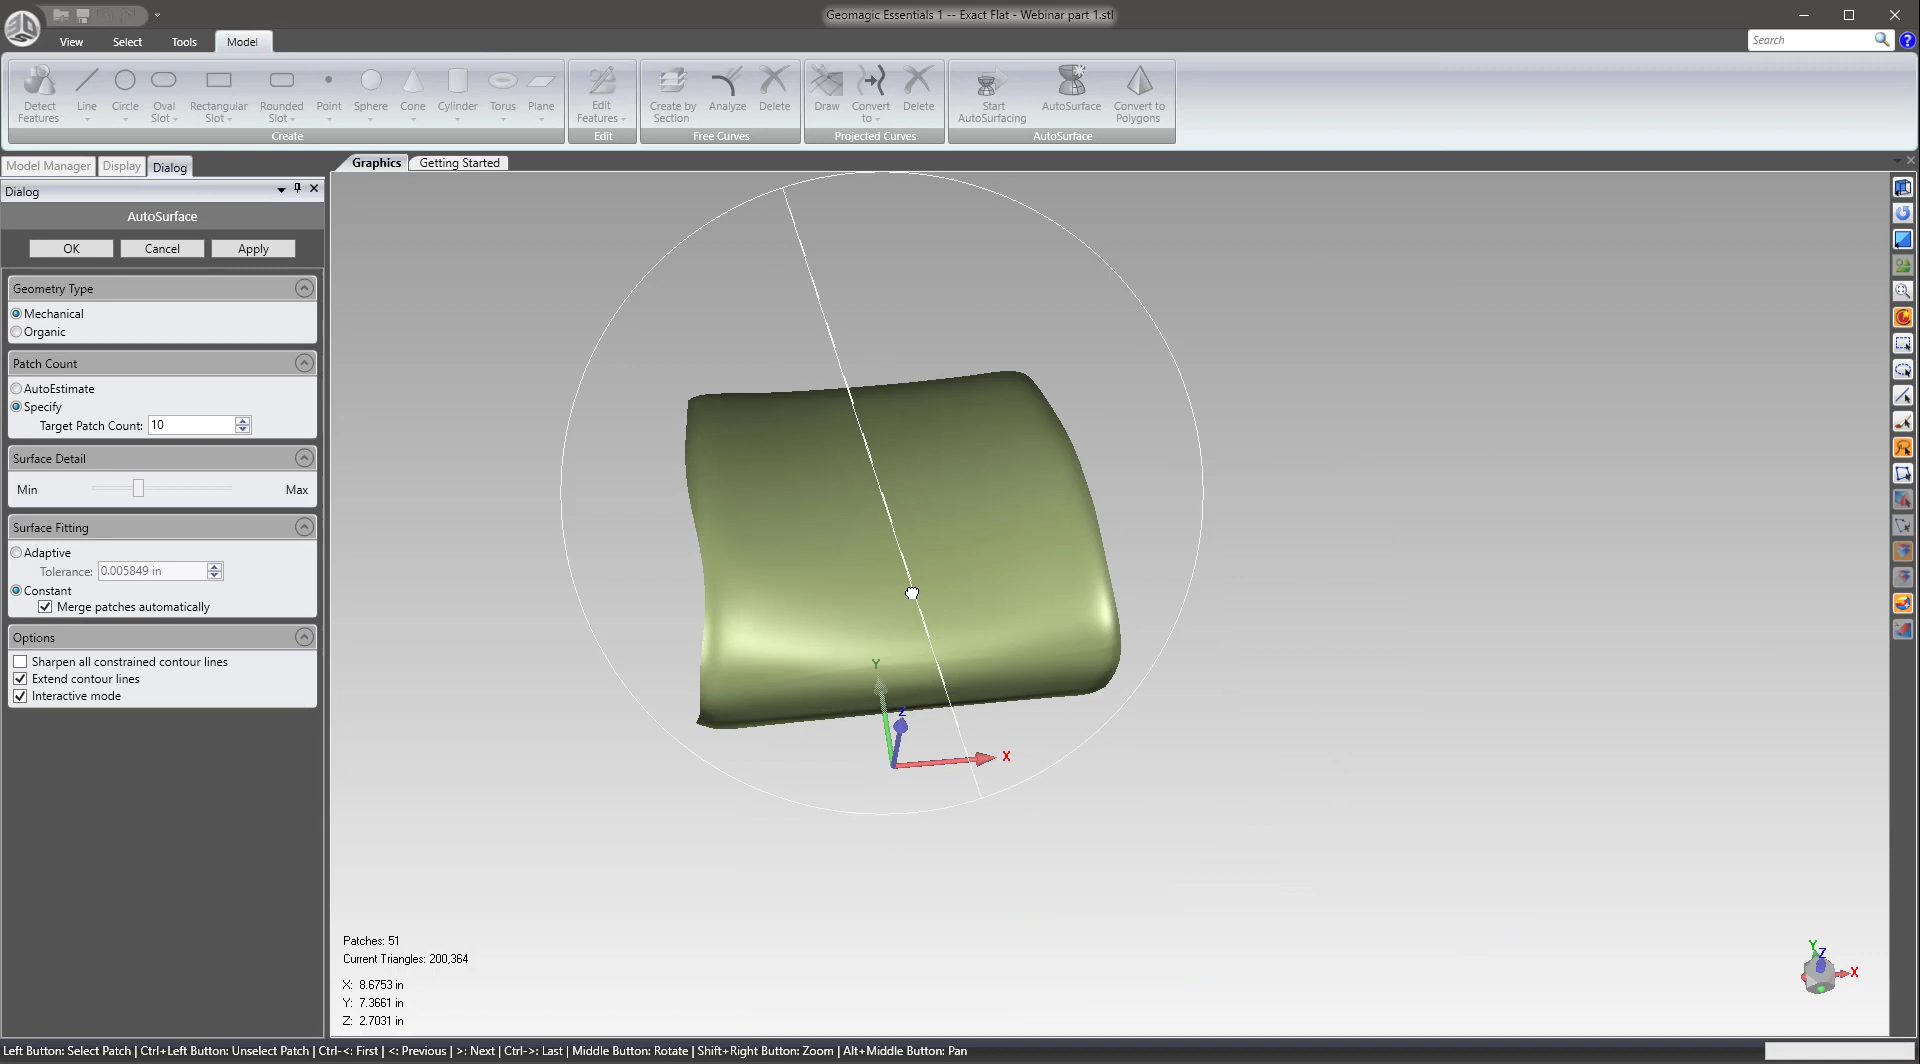 Geomagic Essentials 1 -- Exact Flat - Webinar part 1.stl
View Select Tools Model
Search
Detect Features
Line
Circle
Oval Slot
Rectangular Slot
Rounded Slot
Point
Sphere
Cone
Cylinder
Torus
Plane
Create
Edit Features
Edit
Create by Section
Analyze
Delete
Free Curves
Draw
Convert to
Delete
Projected Curves
Start AutoSurfacing
AutoSurface
Convert to Polygons
AutoSurface
Model Manager Display Dialog
Graphics Getting Started
Dialog
AutoSurface
OK Cancel Apply
Geometry Type
Mechanical
Organic
Patch Count
AutoEstimate
Specify
Target Patch Count: 10
Surface Detail
Min Max
Surface Fitting
Adaptive
Tolerance: 0.005849 in
Constant
Merge patches automatically
Options
Sharpen all constrained contour lines
Extend contour lines
Interactive mode
Y
Z
X
Patches: 51
Current Triangles: 200,364
X: 8.6753 in
Y: 7.3661 in
Z: 2.7031 in
Y
Z
X
Left Button: Select Patch | Ctrl+Left Button: Unselect Patch | Ctrl-<: First | <: Previous | >: Next | Ctrl->: Last | Middle Button: Rotate | Shift+Right Button: Zoom | Alt+Middle Button: Pan